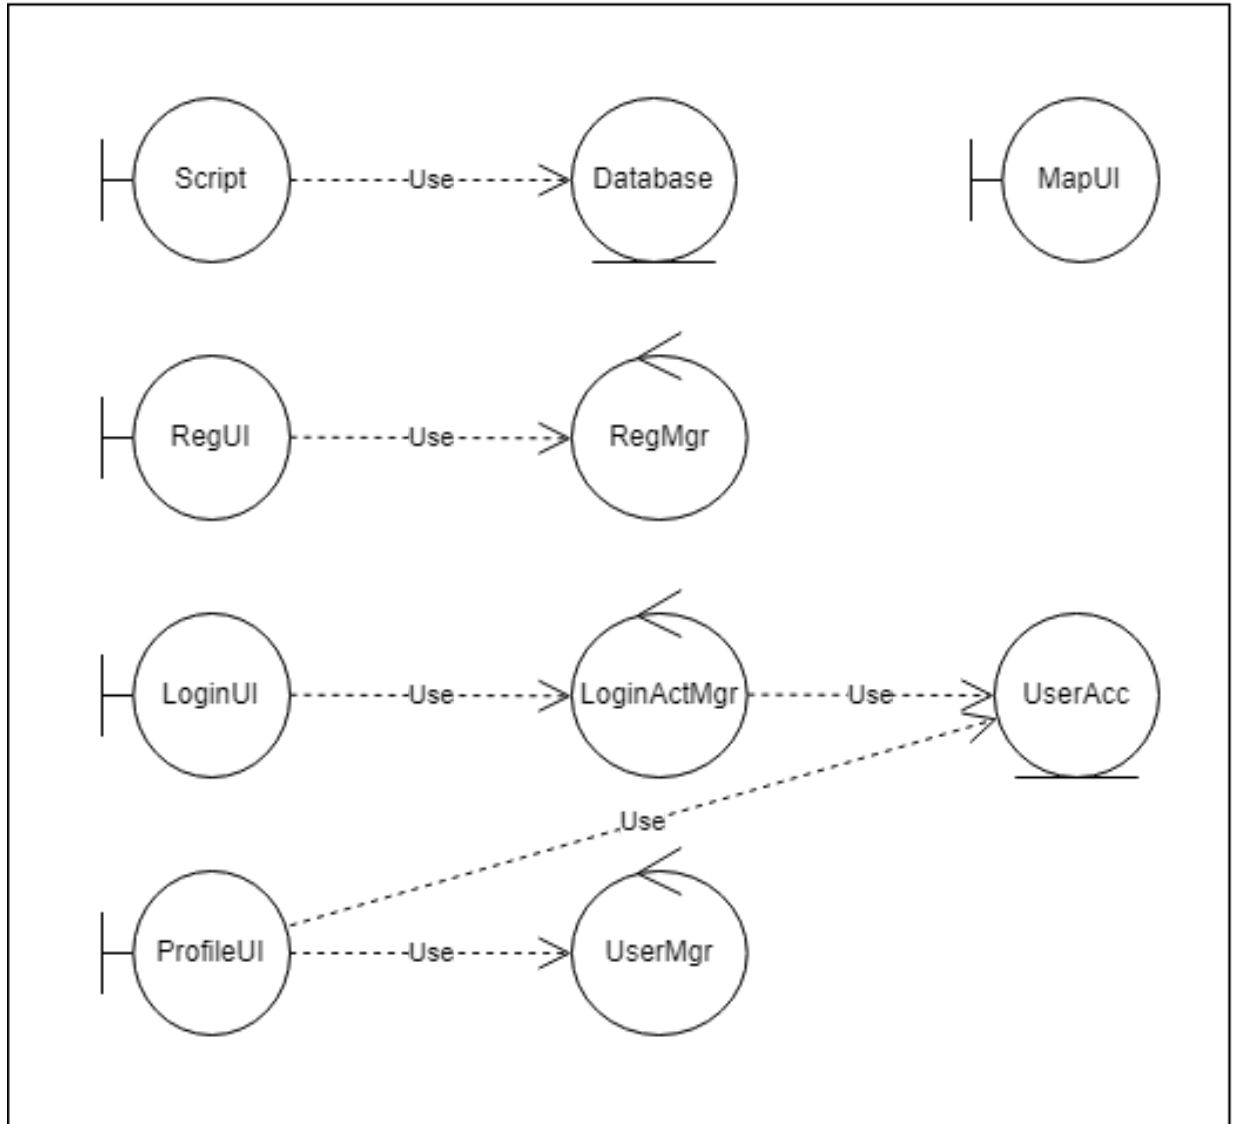 Script
Use
Database
MapUI
RegUI
Use
RegMgr
LoginUI
Use
LoginActMgr
Use
UserAcc
Use
ProfileUI
Use
UserMgr